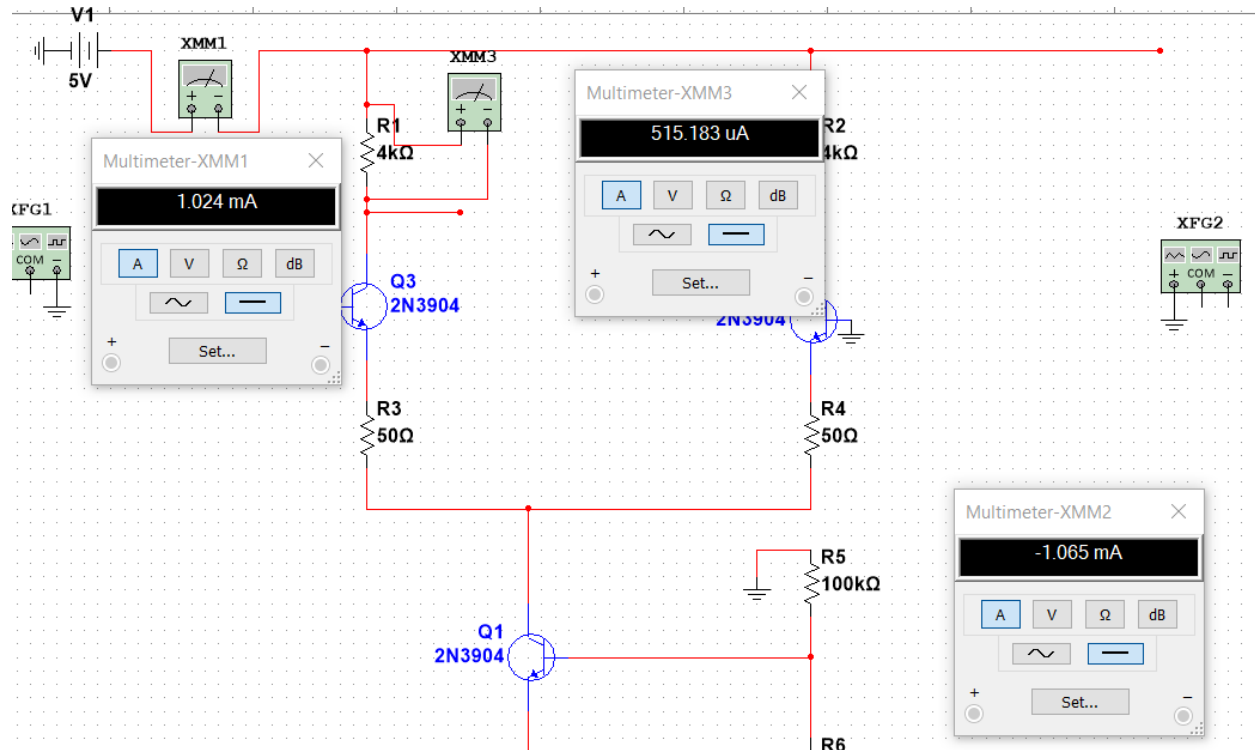 V1
5V
XMM1
XMM3
R1
4kΩ
Multimeter-XMM3
515.183 uA
A V Ω dB
+ Set... −
R2
4kΩ
Multimeter-XMM1
1.024 mA
A V Ω dB
+ Set... −
COM
−
Q3
2N3904
2N3904
XFG2
+ COM −
R3
50Ω
R4
50Ω
R5
100kΩ
Q1
2N3904
R6
Multimeter-XMM2
-1.065 mA
A V Ω dB
+ Set... −